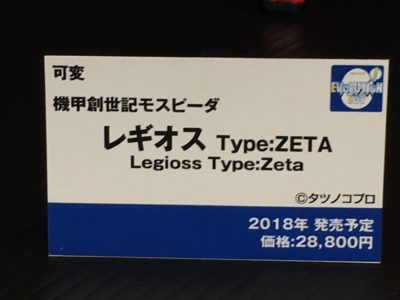 可変
機甲創世記モスピーダ
レギオス Type:ZETA
Legioss Type:Zeta
©タツノコプロ
2018年 発売予定
価格:28,800円
EVOLUTION
TOY